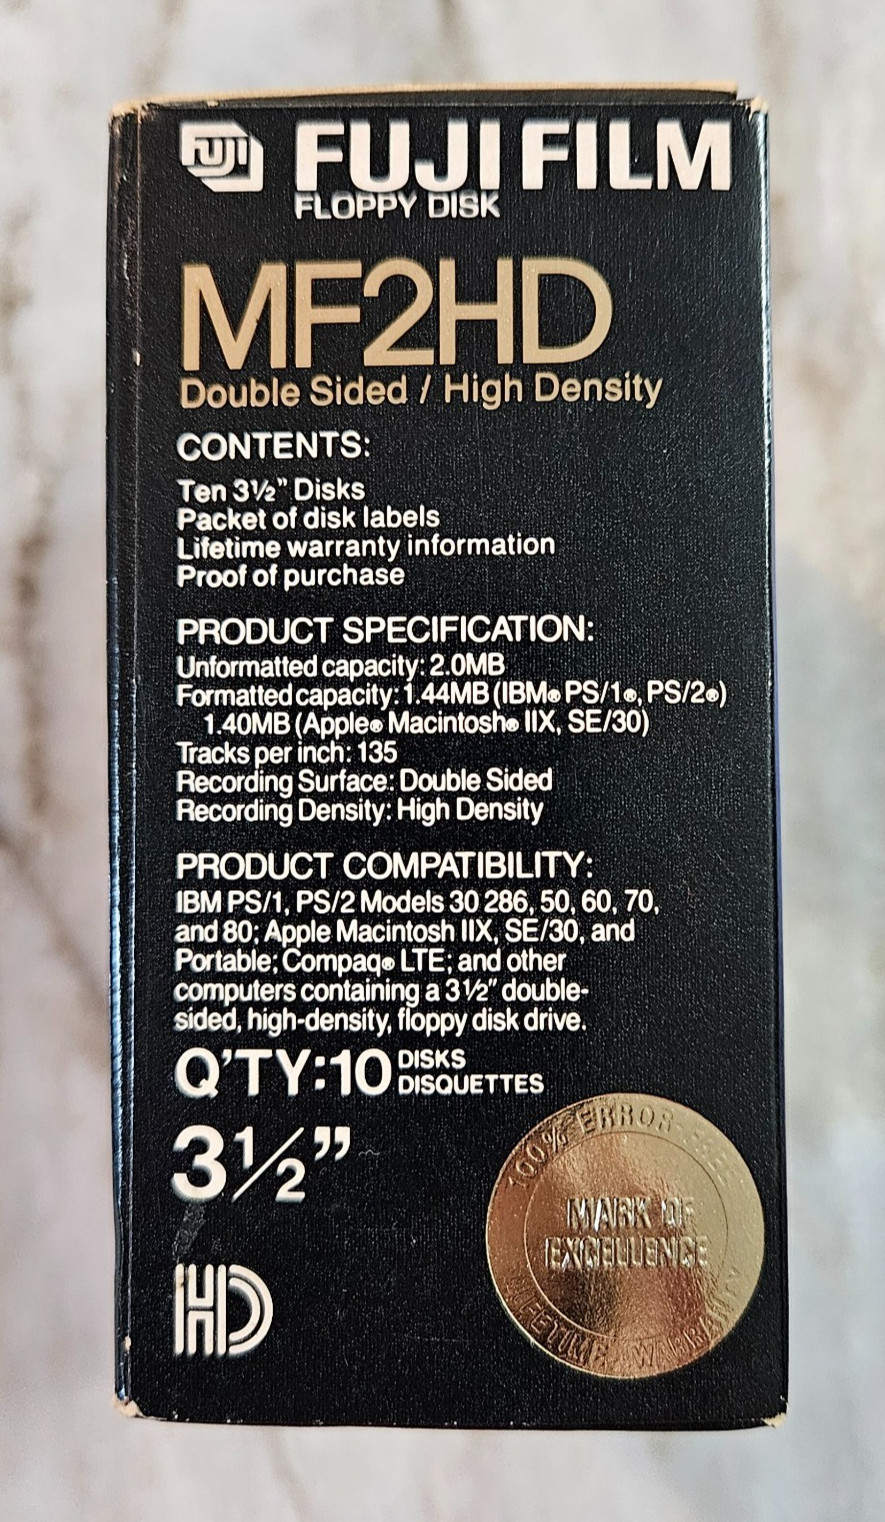 FUJI FUJI FILM
FLOPPY DISK
MF2HD
Double Sided / High Density
CONTENTS:
Ten 3½” Disks
Packet of disk labels
Lifetime warranty information
Proof of purchase
PRODUCT SPECIFICATION:
Unformatted capacity: 2.0MB
Formatted capacity: 1.44MB (IBM® PS/1®, PS/2®)
1.40MB (Apple® Macintosh® IIX, SE/30)
Tracks per inch: 135
Recording Surface: Double Sided
Recording Density: High Density
PRODUCT COMPATIBILITY:
IBM PS/1, PS/2 Models 30 286, 50, 60, 70,
and 80; Apple Macintosh IIX, SE/30, and
Portable; Compaq® LTE; and other
computers containing a 3½” double-
sided, high-density, floppy disk drive.
Q’TY:10 DISKS
DISQUETTES
3½”
100% ERROR-FREE
MARK OF
EXCELLENCE
LIFETIME WARRANTY
HD